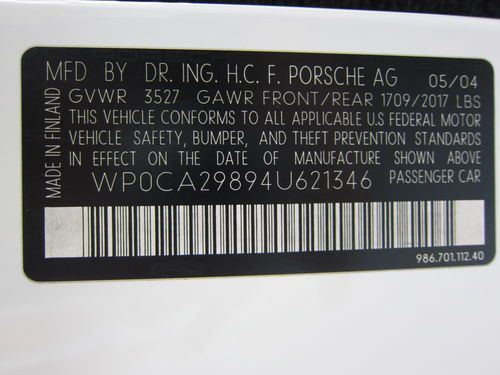 MFD BY DR. ING. H.C. F. PORSCHE AG 05/04
GVWR 3527 GAWR FRONT/REAR 1709/2017 LBS
THIS VEHICLE CONFORMS TO ALL APPLICABLE U.S FEDERAL MOTOR
VEHICLE SAFETY, BUMPER, AND THEFT PREVENTION STANDARDS
IN EFFECT ON THE DATE OF MANUFACTURE SHOWN ABOVE
WP0CA29894U621346 PASSENGER CAR
MADE IN FINLAND
986.701.112.40